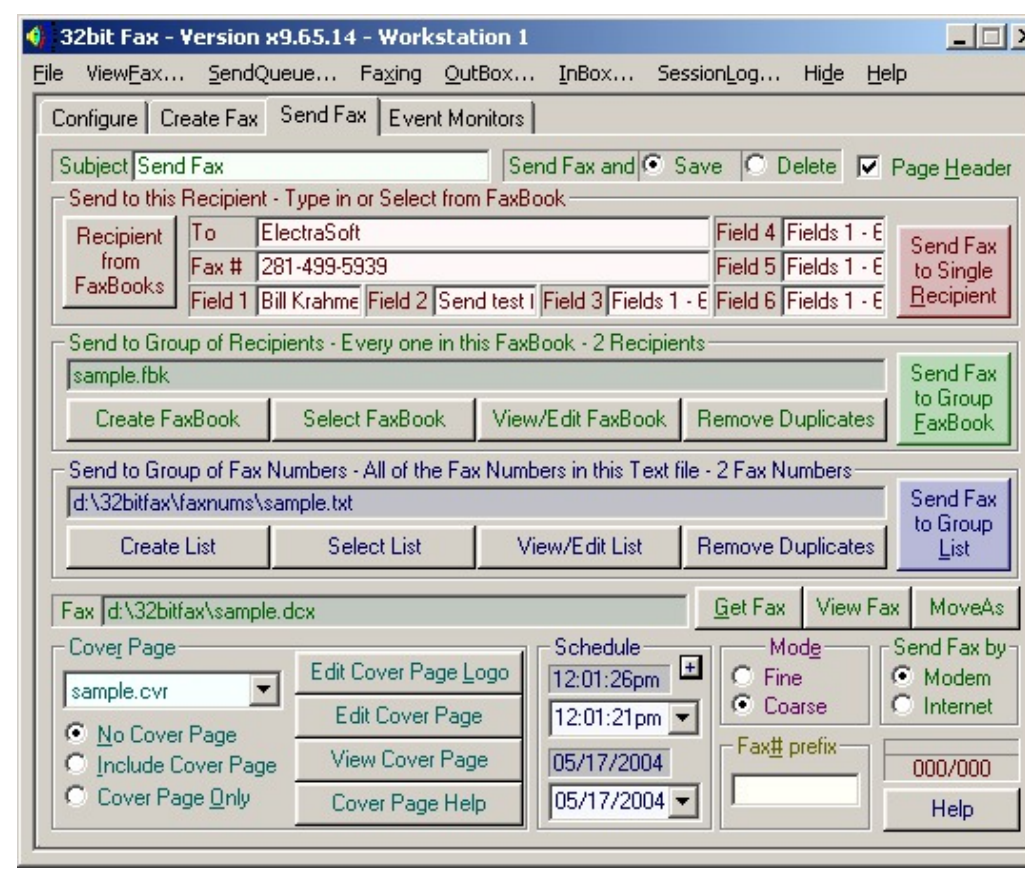 32bit Fax - Version x9.65.14 - Workstation 1
File ViewFax... SendQueue... Faxing OutBox... InBox... SessionLog... Hide Help
Configure Create Fax Send Fax Event Monitors
Subject Send Fax Send Fax and Save Delete Page Header
Send to this Recipient - Type in or Select from FaxBook
Recipient from FaxBooks
To ElectraSoft Field 4 Fields 1 - 6
Fax # 281-499-5939 Field 5 Fields 1 - 6
Field 1 Bill Krahme Field 2 Send test Field 3 Fields 1 - 6 Field 6 Fields 1 - 6
Send Fax to Single Recipient
Send to Group of Recipients - Every one in this FaxBook - 2 Recipients
sample.fbk
Create FaxBook Select FaxBook View/Edit FaxBook Remove Duplicates
Send Fax to Group FaxBook
Send to Group of Fax Numbers - All of the Fax Numbers in this Text file - 2 Fax Numbers
d:\32bitfax\faxnums\sample.txt
Create List Select List View/Edit List Remove Duplicates
Send Fax to Group List
Fax d:\32bitfax\sample.dcx Get Fax View Fax MoveAs
Cover Page
sample.cvr
No Cover Page
Include Cover Page
Cover Page Only
Edit Cover Page Logo
Edit Cover Page
View Cover Page
Cover Page Help
Schedule
12:01:26pm +
12:01:21pm
05/17/2004
05/17/2004
Mode
Fine
Coarse
Fax# prefix
Send Fax by
Modem
Internet
000/000
Help